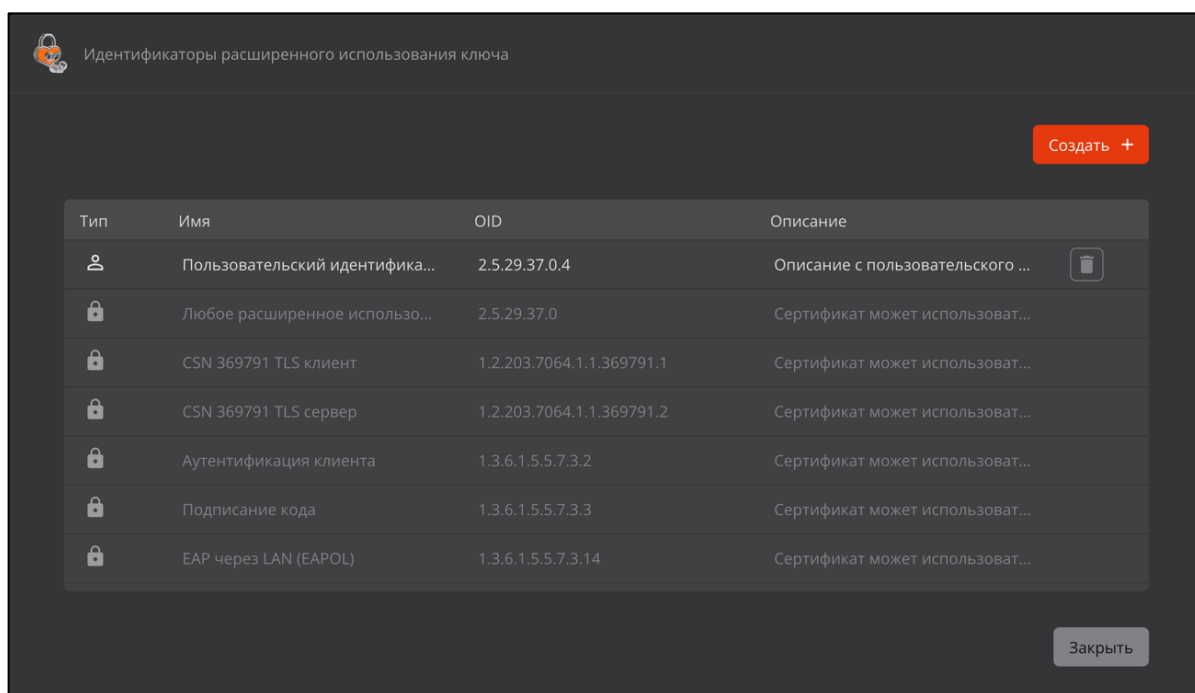 Идентификаторы расширенного использования ключа
Создать +
Тип Имя OID Описание
Пользовательский идентифика... 2.5.29.37.0.4 Описание с пользовательского ...
Любое расширенное использо... 2.5.29.37.0 Сертификат может использоват...
CSN 369791 TLS клиент 1.2.203.7064.1.1.369791.1 Сертификат может использоват...
CSN 369791 TLS сервер 1.2.203.7064.1.1.369791.2 Сертификат может использоват...
Аутентификация клиента 1.3.6.1.5.5.7.3.2 Сертификат может использоват...
Подписание кода 1.3.6.1.5.5.7.3.3 Сертификат может использоват...
EAP через LAN (EAPOL) 1.3.6.1.5.5.7.3.14 Сертификат может использоват...
Закрыть